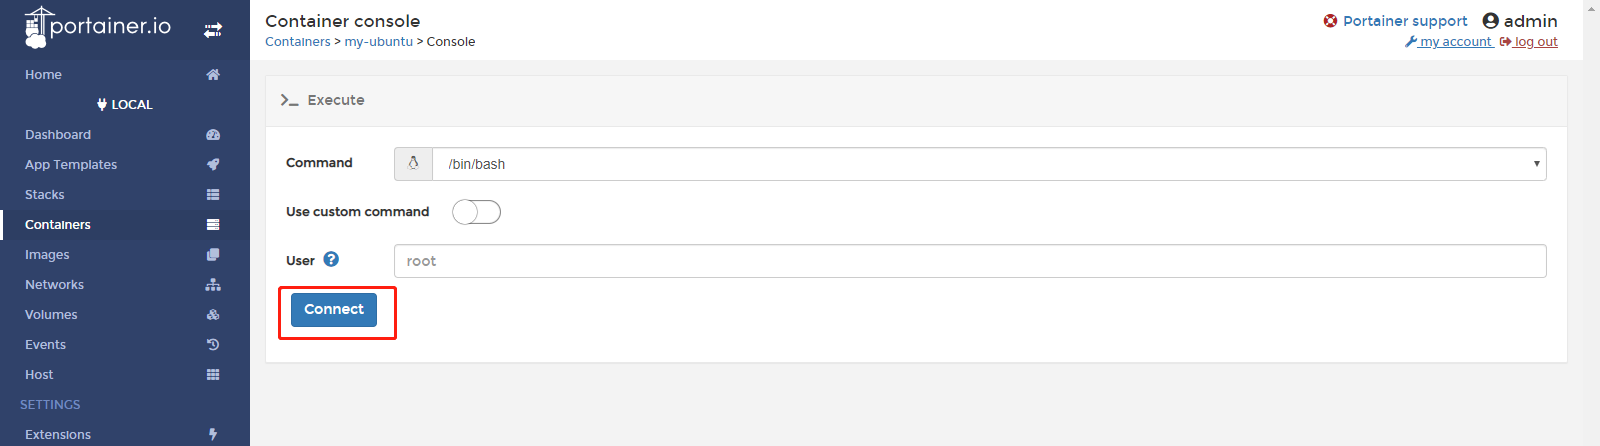 portainer.io
Home
LOCAL
Dashboard
App Templates
Stacks
Containers
Images
Networks
Volumes
Events
Host
SETTINGS
Extensions
Container console
Containers > my-ubuntu > Console
Portainer support admin
my account log out
>_ Execute
Command /bin/bash
Use custom command
User ? root
Connect